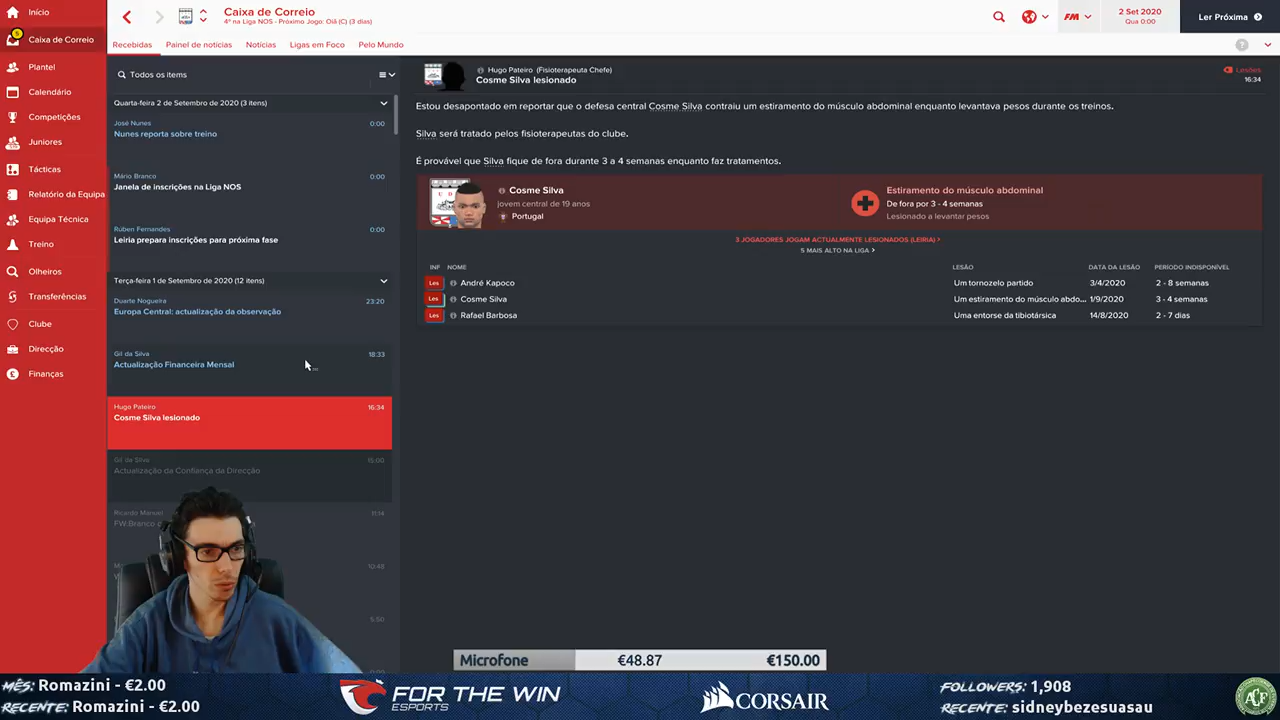 Início
Caixa de Correio
Plantel
Calendário
Competições
Juniores
Tácticas
Relatório da Equipa
Equipa Técnica
Treino
Olheiros
Transferências
Clube
Direcção
Finanças
Caixa de Correio
4º na Liga NOS - Próximo Jogo: Oiã (C) (3 dias)
FM
2 Set 2020
Qua 0:00
Ler Próxima
Recebidas
Painel de notícias
Notícias
Ligas em Foco
Pelo Mundo
Todos os items
Quarta-feira 2 de Setembro de 2020 (3 itens)
José Nunes 0:00
Nunes reporta sobre treino
Mário Branco 0:00
Janela de inscrições na Liga NOS
Rúben Fernandes 0:00
Leiria prepara inscrições para próxima fase
Terça-feira 1 de Setembro de 2020 (12 itens)
Duarte Nogueira 23:20
Europa Central: actualização da observação
Gil da Silva 18:33
Actualização Financeira Mensal
Hugo Pateiro 16:34
Cosme Silva lesionado
Gil da Silva 15:00
Actualização da Confiança da Direcção
Ricardo Manuel 11:14
FW:Branco
10:48
5:50
Hugo Pateiro (Fisioterapeuta Chefe)
Cosme Silva lesionado
Lesões
16:34
Estou desapontado em reportar que o defesa central Cosme Silva contraiu um estiramento do músculo abdominal enquanto levantava pesos durante os treinos.
Silva será tratado pelos fisioterapeutas do clube.
É provável que Silva fique de fora durante 3 a 4 semanas enquanto faz tratamentos.
Cosme Silva
jovem central de 19 anos
Portugal
Estiramento do músculo abdominal
De fora por 3 - 4 semanas
Lesionado a levantar pesos
3 JOGADORES JOGAM ACTUALMENTE LESIONADOS (LEIRIA) >
5 MAIS ALTO NA LIGA >
INF NOME LESÃO DATA DA LESÃO PERÍODO INDISPONÍVEL
Les André Kapoco Um tornozelo partido 3/4/2020 2 - 8 semanas
Les Cosme Silva Um estiramento do músculo abdo... 1/9/2020 3 - 4 semanas
Les Rafael Barbosa Uma entorse da tibiotársica 14/8/2020 2 - 7 dias
Microfone €48.87 €150.00
MÊS: Romazini - €2.00
RECENTE: Romazini - €2.00
FOR THE WIN
ESPORTS
CORSAIR
FOLLOWERS: 1,908
RECENTE: sidneybezesuasau